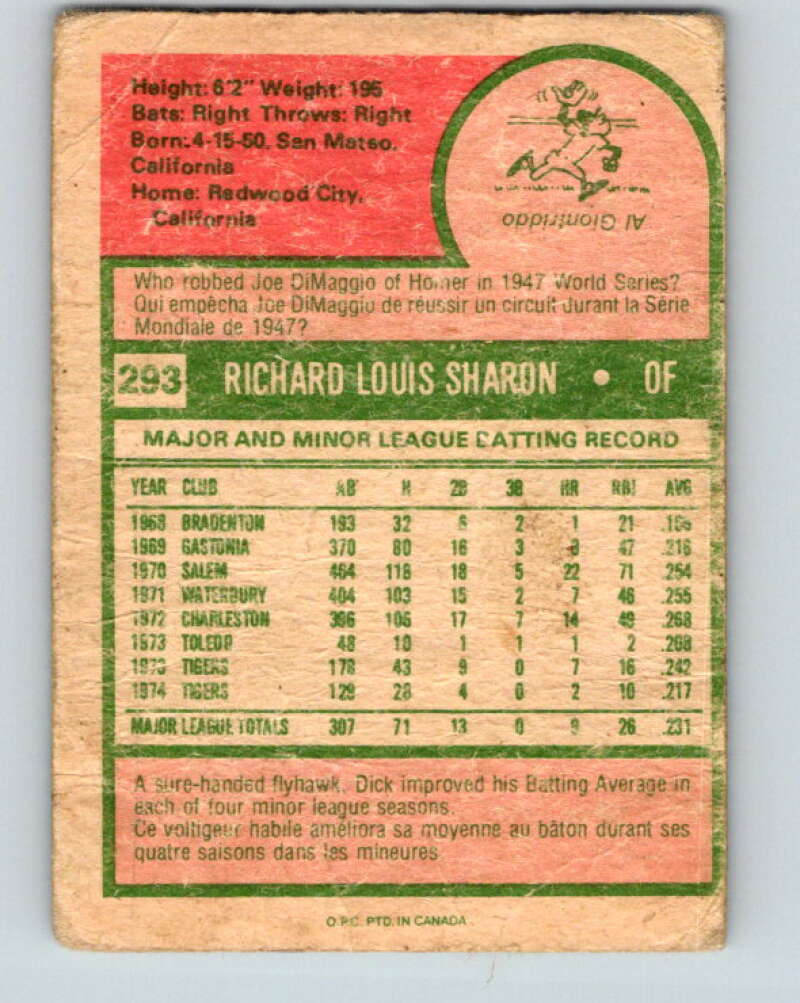 Height: 6'2" Weight: 195
Bats: Right Throws: Right
Born: 4-15-50, San Mateo,
California
Home: Redwood City,
California
Al Gionfriddo
Who robbed Joe DiMaggio of Homer in 1947 World Series?
Qui empêcha Joe DiMaggio de réussir un circuit durant la Série
Mondiale de 1947?
293 RICHARD LOUIS SHARON • OF
MAJOR AND MINOR LEAGUE BATTING RECORD
YEAR CLUB AB H 2B 3B HR RBI AVG
1968 BRADENTON 193 32 6 2 1 21
1969 GASTONIA 370 80 16 3 8 47 .216
1970 SALEM 464 118 18 5 22 71 .254
1971 WATERBURY 404 103 15 2 7 46 .255
1972 CHARLESTON 396 106 17 7 14 49 .268
1973 TOLEDO 48 10 1 1 1 2 .208
1973 TIGERS 178 43 9 0 7 16 .242
1974 TIGERS 129 28 4 0 2 10 .217
MAJOR LEAGUE TOTALS 307 71 13 0 9 26 .231
A sure-handed flyhawk, Dick improved his Batting Average in
each of four minor league seasons.
Ce voltigeur habile améliora sa moyenne au bâton durant ses
quatre saisons dans les mineures
O.P.C. PTD. IN CANADA